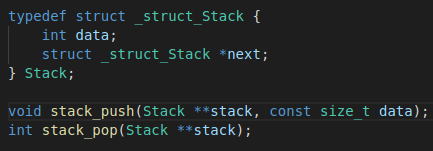 typedef struct _struct_Stack {
    int data;
    struct _struct_Stack *next;
} Stack;

void stack_push(Stack **stack, const size_t data);
int stack_pop(Stack **stack);